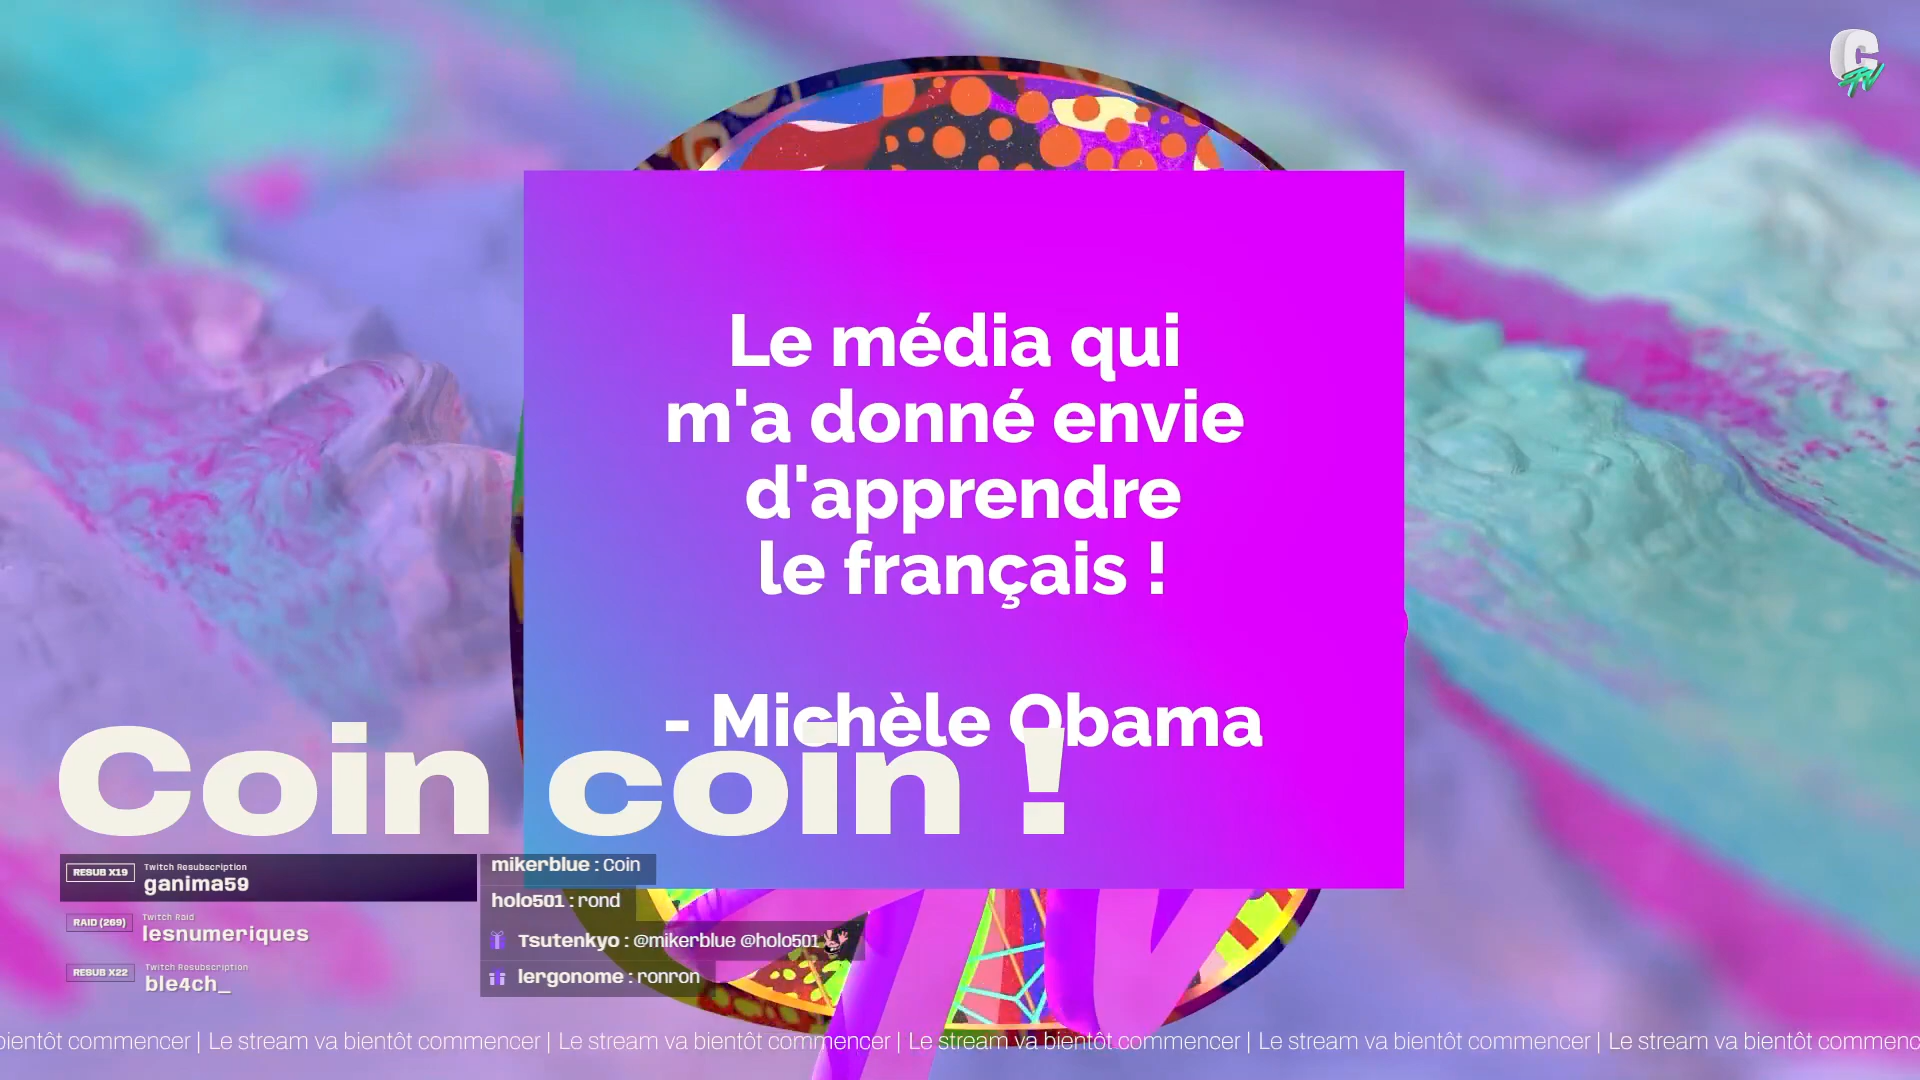 C
TV
Le média qui
m'a donné envie
d'apprendre
le français !
- Michèle Obama
Coin coin !
RESUB X19
Twitch Resubscription
ganima59
RAID (269)
Twitch Raid
lesnumeriques
RESUB X22
Twitch Resubscription
ble4ch_
mikerblue : Coin
holo501 : rond
Tsutenkyo : @mikerblue @holo501
lergonome : ronron
bientôt commencer | Le stream va bientôt commencer | Le stream va bientôt commencer | Le stream va bientôt commencer | Le stream va bientôt commencer | Le stream va bientôt commenc